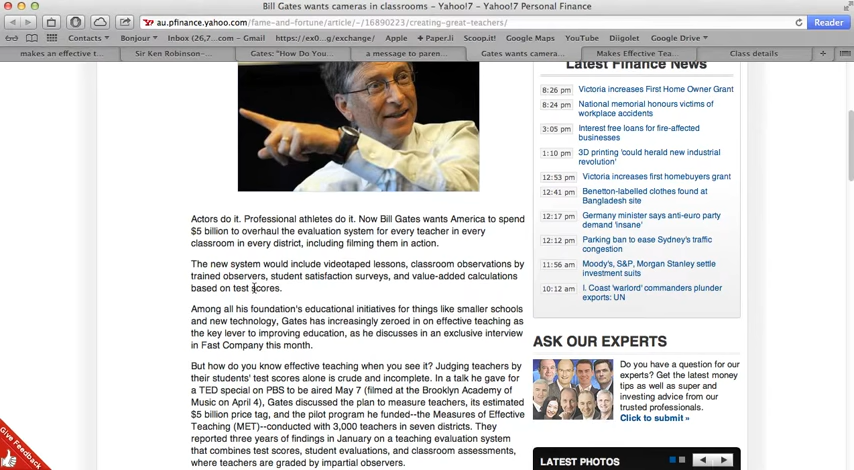 Bill Gates wants cameras in classrooms – Yahoo!7 – Yahoo!7 Personal Finance
au.pfinance.yahoo.com/fame-and-fortune/article/-/16890223/creating-great-teachers/
Reader
Contacts
Bonjour
Inbox (26,7...com – Gmail
https://ex0...g/exchange/
Apple
+ Paper.li
Scoop.It!
Google Maps
YouTube
Diigolet
Google Drive
makes an effective t...
Sir Ken Robinson-...
Gates: "How Do You...
a message to paren...
Gates wants camera...
Makes Effective Tea...
Class details
Latest Finance News
8:26 pm Victoria increases First Home Owner Grant
8:24 pm National memorial honours victims of
workplace accidents
3:05 pm Interest free loans for fire-affected
businesses
1:10 pm 3D printing 'could herald new industrial
revolution'
12:53 pm Victoria increases first homebuyers grant
12:41 pm Benetton-labelled clothes found at
Bangladesh site
12:17 pm Germany minister says anti-euro party
demand 'insane'
12:12 pm Parking ban to ease Sydney's traffic
congestion
11:56 am Moody's, S&P, Morgan Stanley settle
investment suits
10:12 am I. Coast 'warlord' commanders plunder
exports: UN
Actors do it. Professional athletes do it. Now Bill Gates wants America to spend
$5 billion to overhaul the evaluation system for every teacher in every
classroom in every district, including filming them in action.
The new system would include videotaped lessons, classroom observations by
trained observers, student satisfaction surveys, and value-added calculations
based on test scores.
Among all his foundation's educational initiatives for things like smaller schools
and new technology, Gates has increasingly zeroed in on effective teaching as
the key lever to improving education, as he discusses in an exclusive interview
in Fast Company this month.
But how do you know effective teaching when you see it? Judging teachers by
their students' test scores alone is crude and incomplete. In a talk he gave for
a TED special on PBS to be aired May 7 (filmed at the Brooklyn Academy of
Music on April 4), Gates discussed the plan to measure teachers, its estimated
$5 billion price tag, and the pilot program he funded--the Measures of Effective
Teaching (MET)--conducted with 3,000 teachers in seven districts. They
reported three years of findings in January on a teaching evaluation system
that combines test scores, student evaluations, and classroom assessments,
where teachers are graded by impartial observers.
ASK OUR EXPERTS
Do you have a question for our
experts? Get the latest money
tips as well as super and
investing advice from our
trusted professionals.
Click to submit »
LATEST PHOTOS
Give Feedback